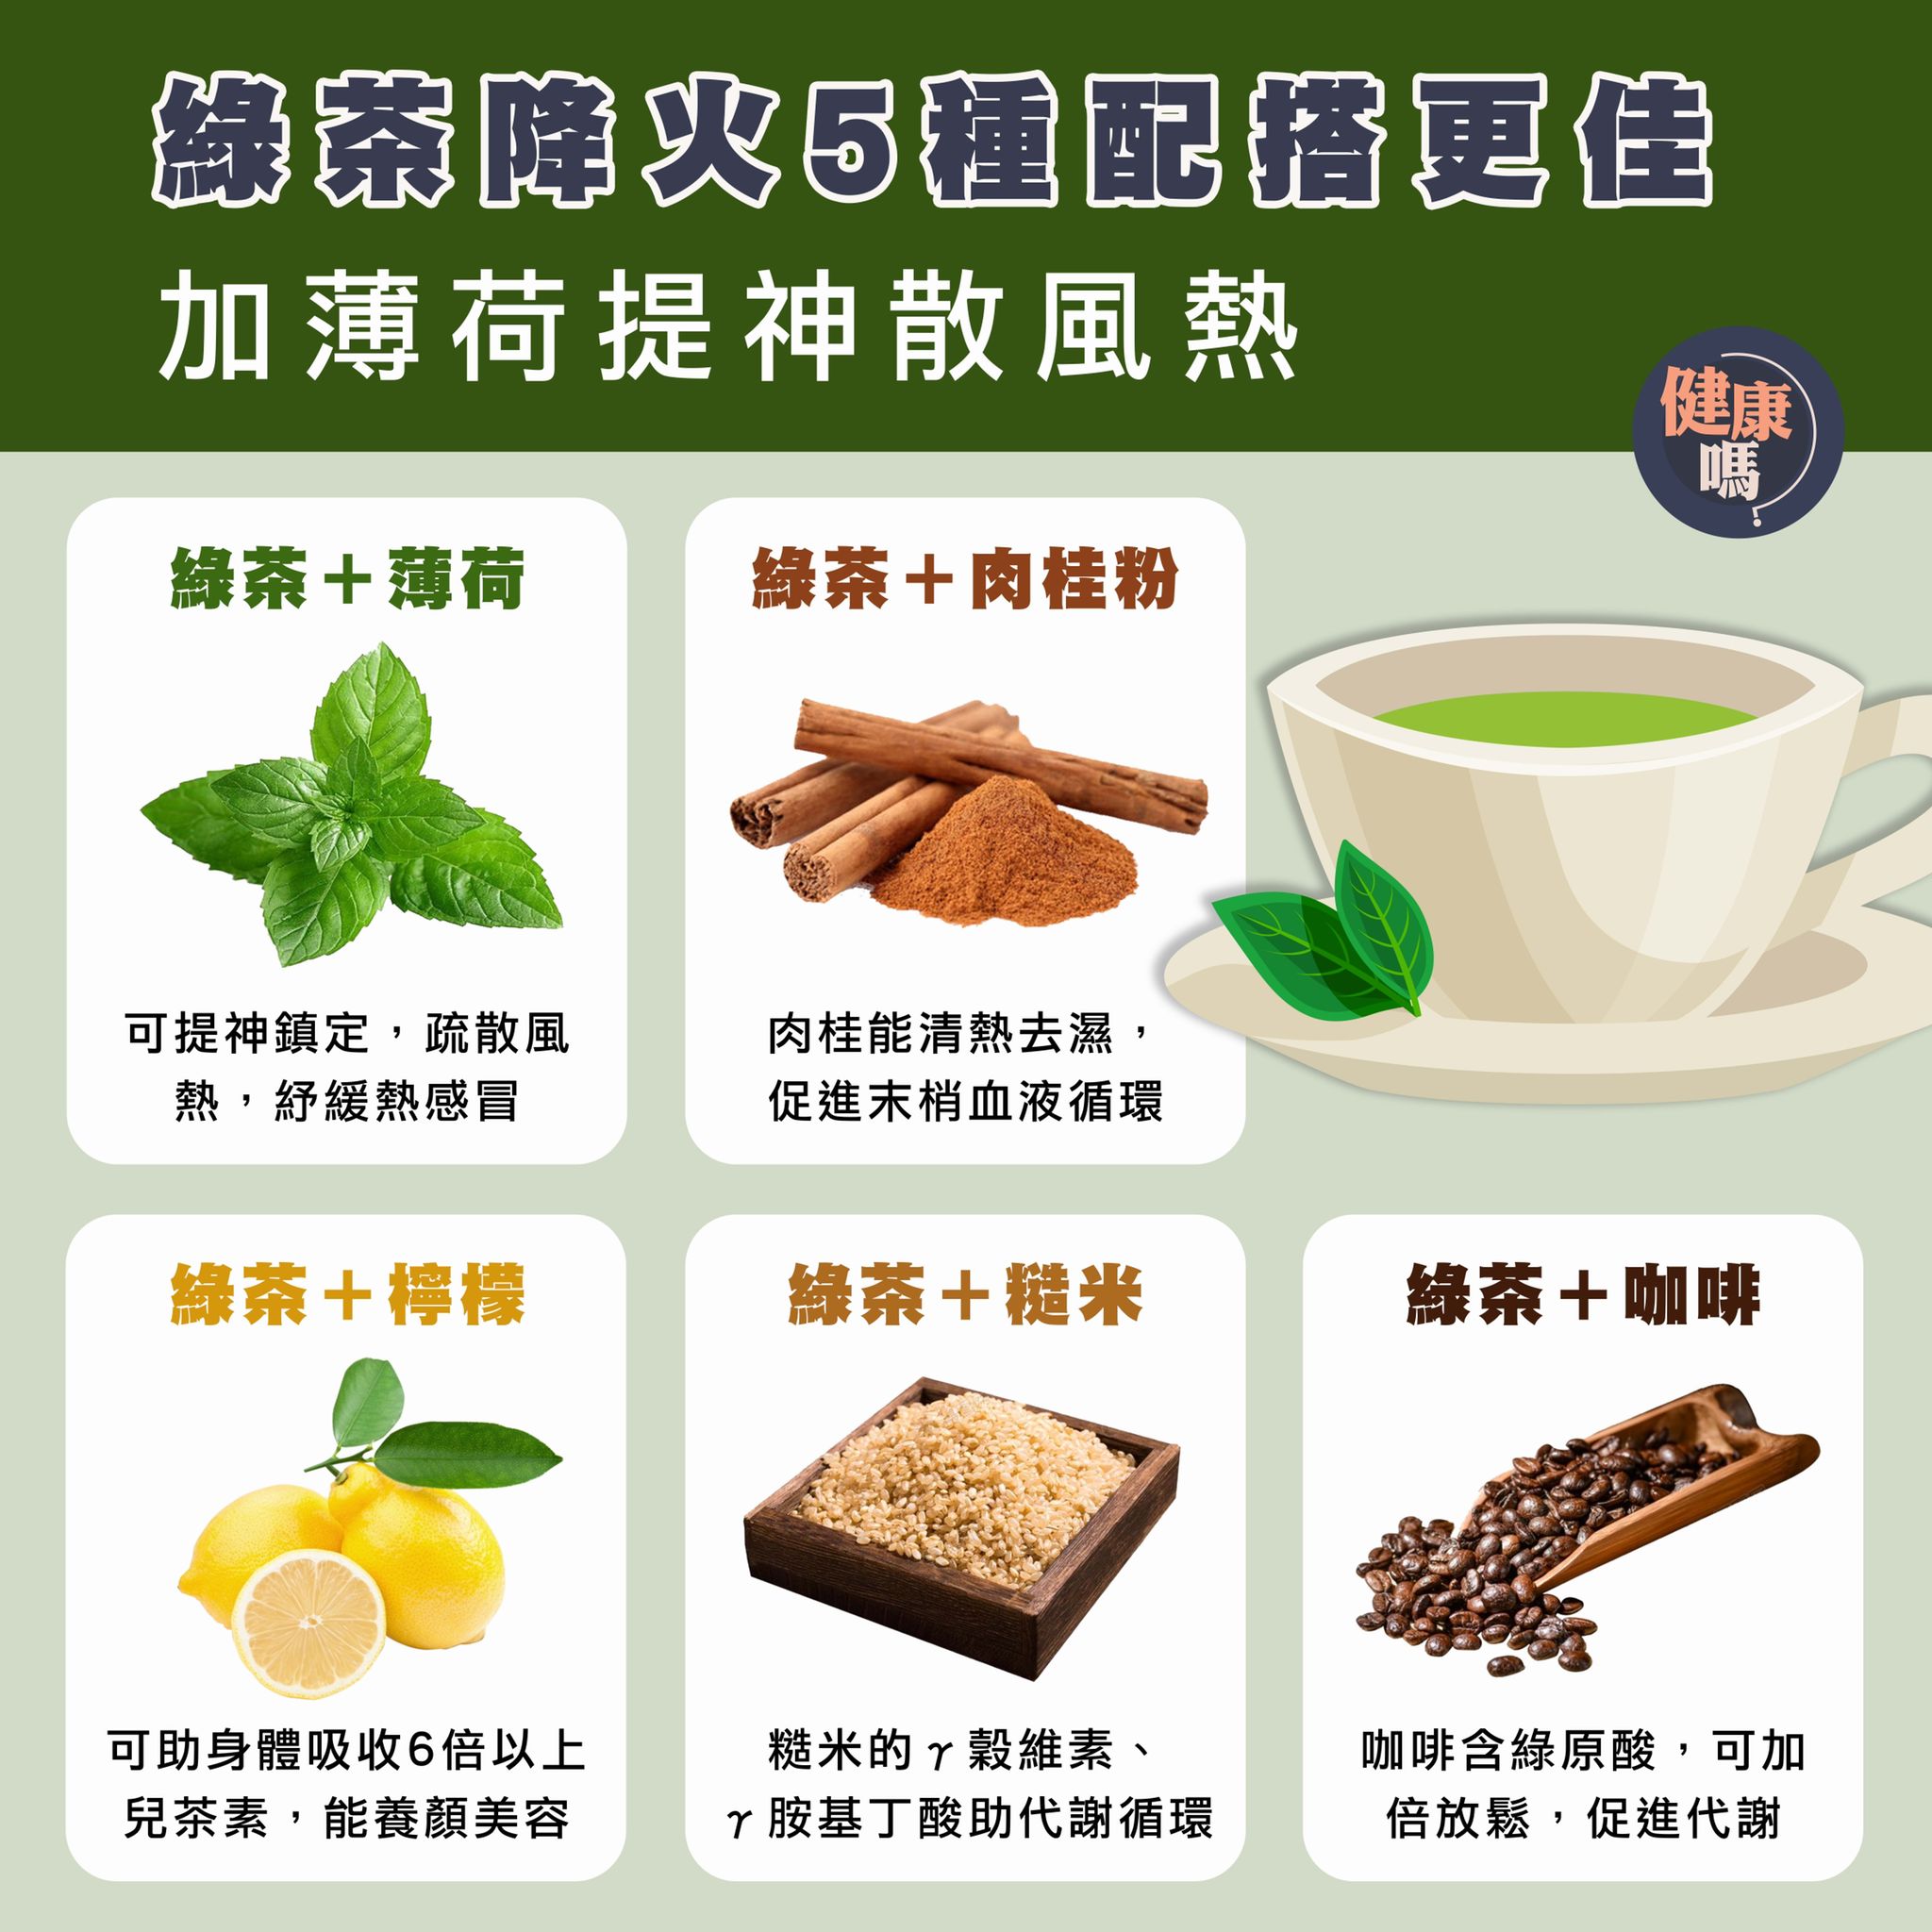 綠茶降火5種配搭更佳
加薄荷提神散風熱
健康
嗎?
綠茶+薄荷
可提神鎮定，疏散風
熱，紓緩熱感冒
綠茶+肉桂粉
肉桂能清熱去濕，
促進末梢血液循環
綠茶+檸檬
可助身體吸收6倍以上
兒茶素，能養顏美容
綠茶+糙米
糙米的γ穀維素、
γ胺基丁酸助代謝循環
綠茶+咖啡
咖啡含綠原酸，可加
倍放鬆，促進代謝